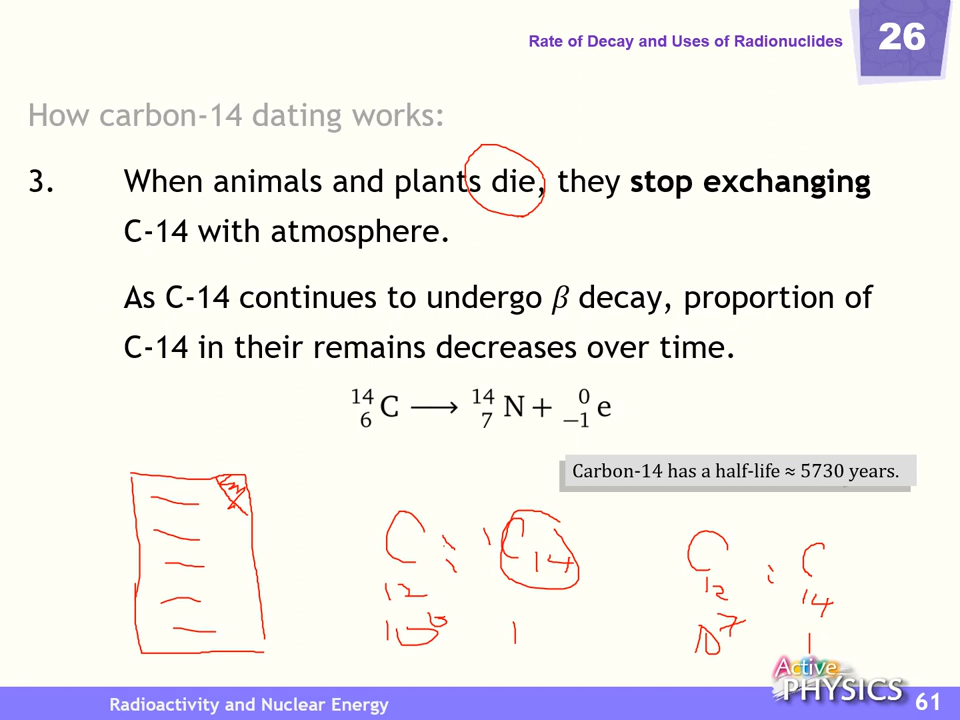 Rate of Decay and Uses of Radionuclides
26
How carbon-14 dating works:
3. When animals and plants die, they stop exchanging
C-14 with atmosphere.
As C-14 continues to undergo β decay, proportion of
C-14 in their remains decreases over time.
¹⁴₆C ⟶ ¹⁴₇N + ⁰₋₁e
Carbon-14 has a half-life ≈ 5730 years.
C : C 14
12
10⁶ 1
C : C
12 14
10⁷ 1
Active PHYSICS
Radioactivity and Nuclear Energy
61